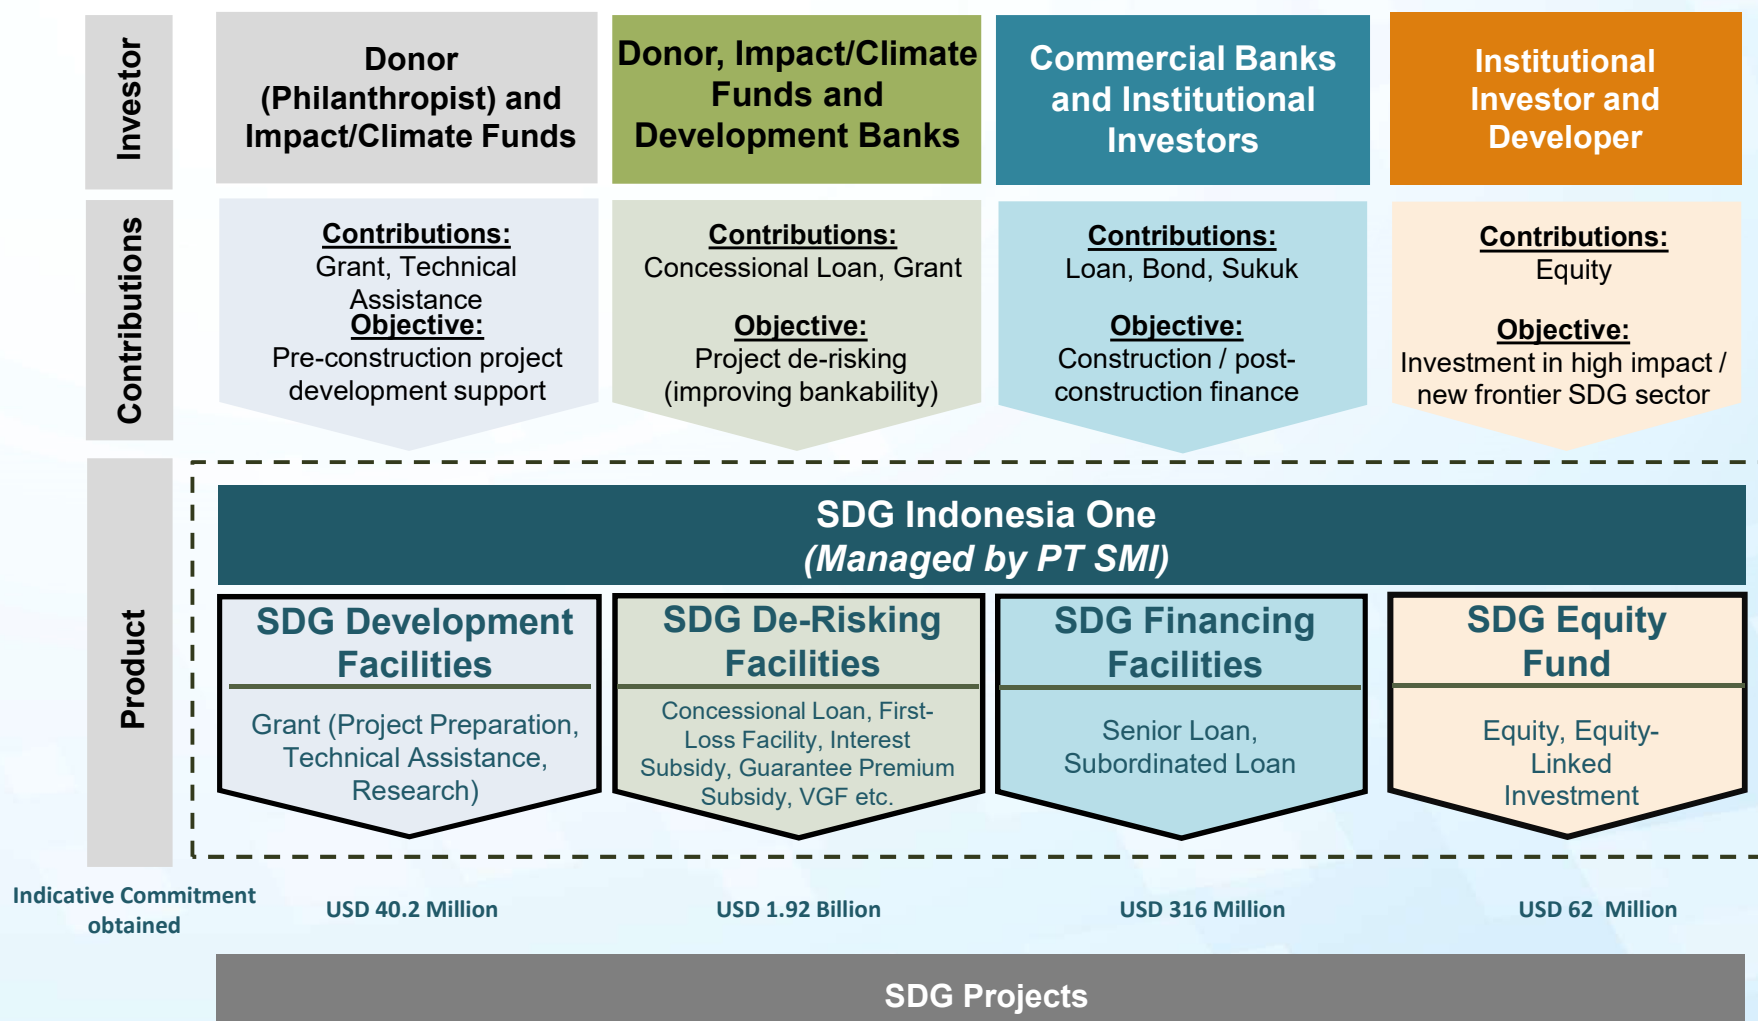 Investor
Donor
(Philanthropist) and
Impact/Climate Funds
Donor, Impact/Climate
Funds and
Development Banks
Commercial Banks
and Institutional
Investors
Institutional
Investor and
Developer
Contributions
Contributions:
Grant, Technical
Assistance
Objective:
Pre-construction project
development support
Contributions:
Concessional Loan, Grant
Objective:
Project de-risking
(improving bankability)
Contributions:
Loan, Bond, Sukuk
Objective:
Construction / post-
construction finance
Contributions:
Equity
Objective:
Investment in high impact /
new frontier SDG sector
Product
SDG Indonesia One
(Managed by PT SMI)
SDG Development
Facilities
Grant (Project Preparation,
Technical Assistance,
Research)
SDG De-Risking
Facilities
Concessional Loan, First-
Loss Facility, Interest
Subsidy, Guarantee Premium
Subsidy, VGF etc.
SDG Financing
Facilities
Senior Loan,
Subordinated Loan
SDG Equity
Fund
Equity, Equity-
Linked
Investment
Indicative Commitment
obtained
USD 40.2 Million
USD 1.92 Billion
USD 316 Million
USD 62 Million
SDG Projects